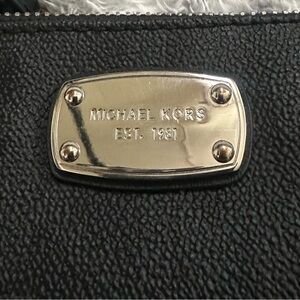 MICHAEL KORS
EST. 1981